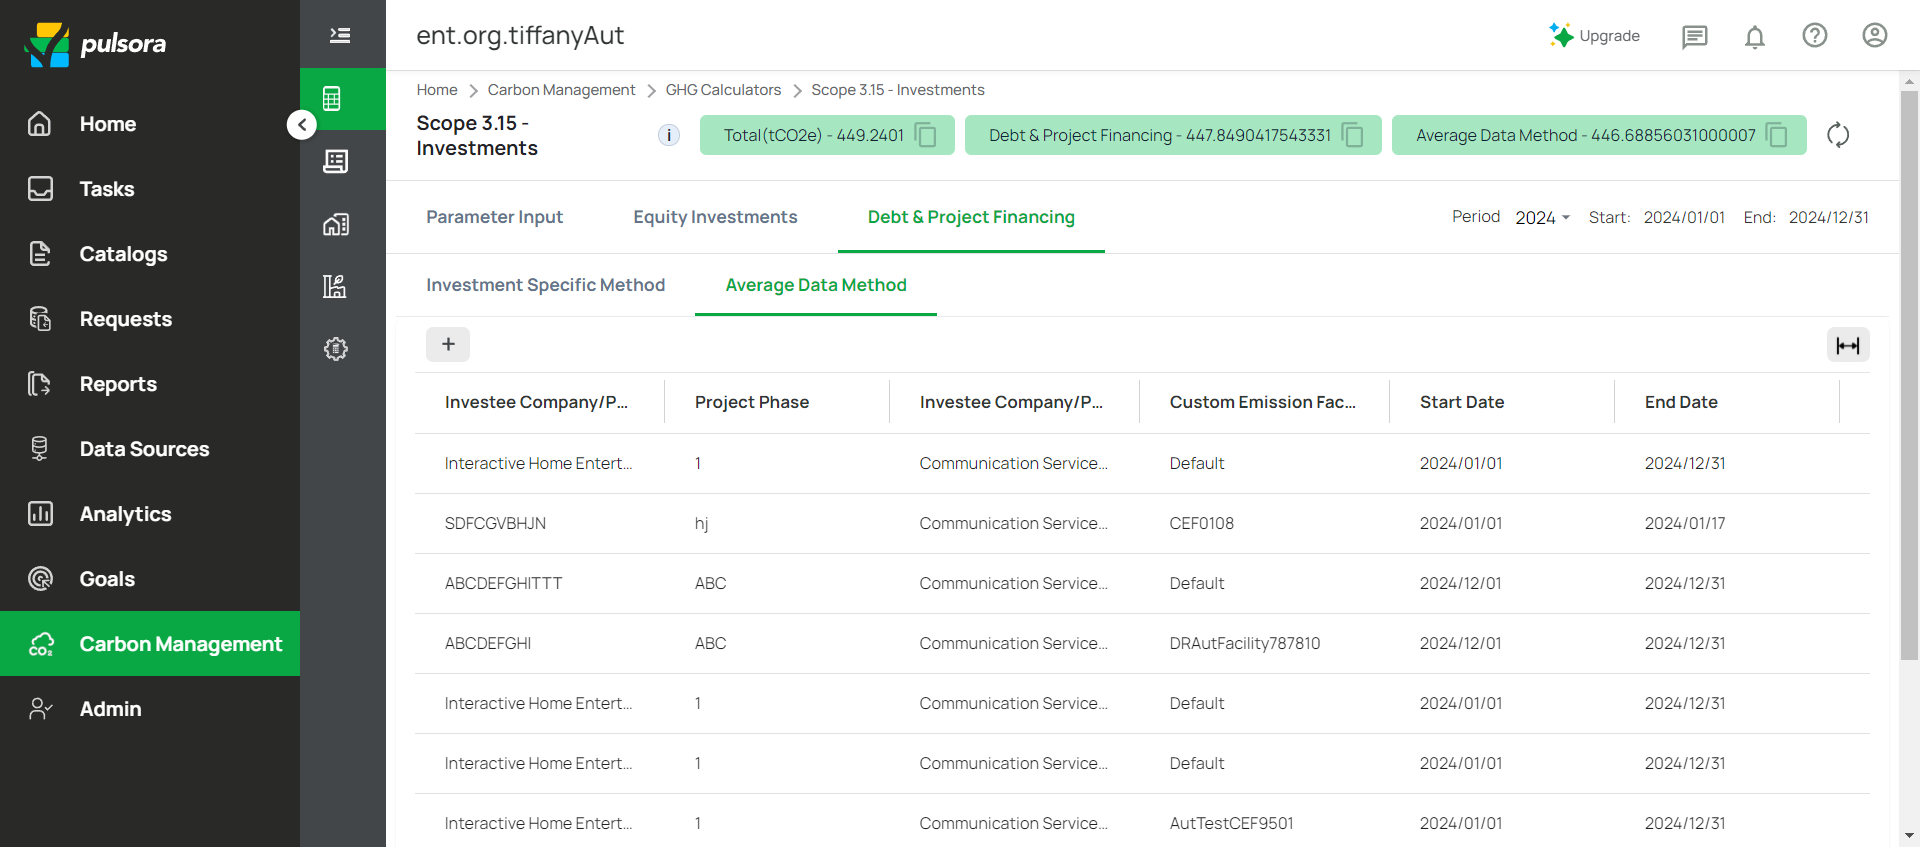 pulsora
Home
Tasks
Catalogs
Requests
Reports
Data Sources
Analytics
Goals
CO₂
Carbon Management
Admin
ent.org.tiffanyAut
Upgrade
Home > Carbon Management > GHG Calculators > Scope 3.15 - Investments
Scope 3.15 -
Investments
i
Total(tCO2e) - 449.2401
Debt & Project Financing - 447.8490417543331
Average Data Method - 446.68856031000007
Parameter Input
Equity Investments
Debt & Project Financing
Period 2024 Start: 2024/01/01 End: 2024/12/31
Investment Specific Method
Average Data Method
+
Investee Company/P... Project Phase Investee Company/P... Custom Emission Fac... Start Date End Date
Interactive Home Entert... 1 Communication Service... Default 2024/01/01 2024/12/31
SDFCGVBHJN hj Communication Service... CEF0108 2024/01/01 2024/01/17
ABCDEFGHITTT ABC Communication Service... Default 2024/12/01 2024/12/31
ABCDEFGHI ABC Communication Service... DRAutFacility787810 2024/12/01 2024/12/31
Interactive Home Entert... 1 Communication Service... Default 2024/01/01 2024/12/31
Interactive Home Entert... 1 Communication Service... Default 2024/01/01 2024/12/31
Interactive Home Entert... 1 Communication Service... AutTestCEF9501 2024/01/01 2024/12/31